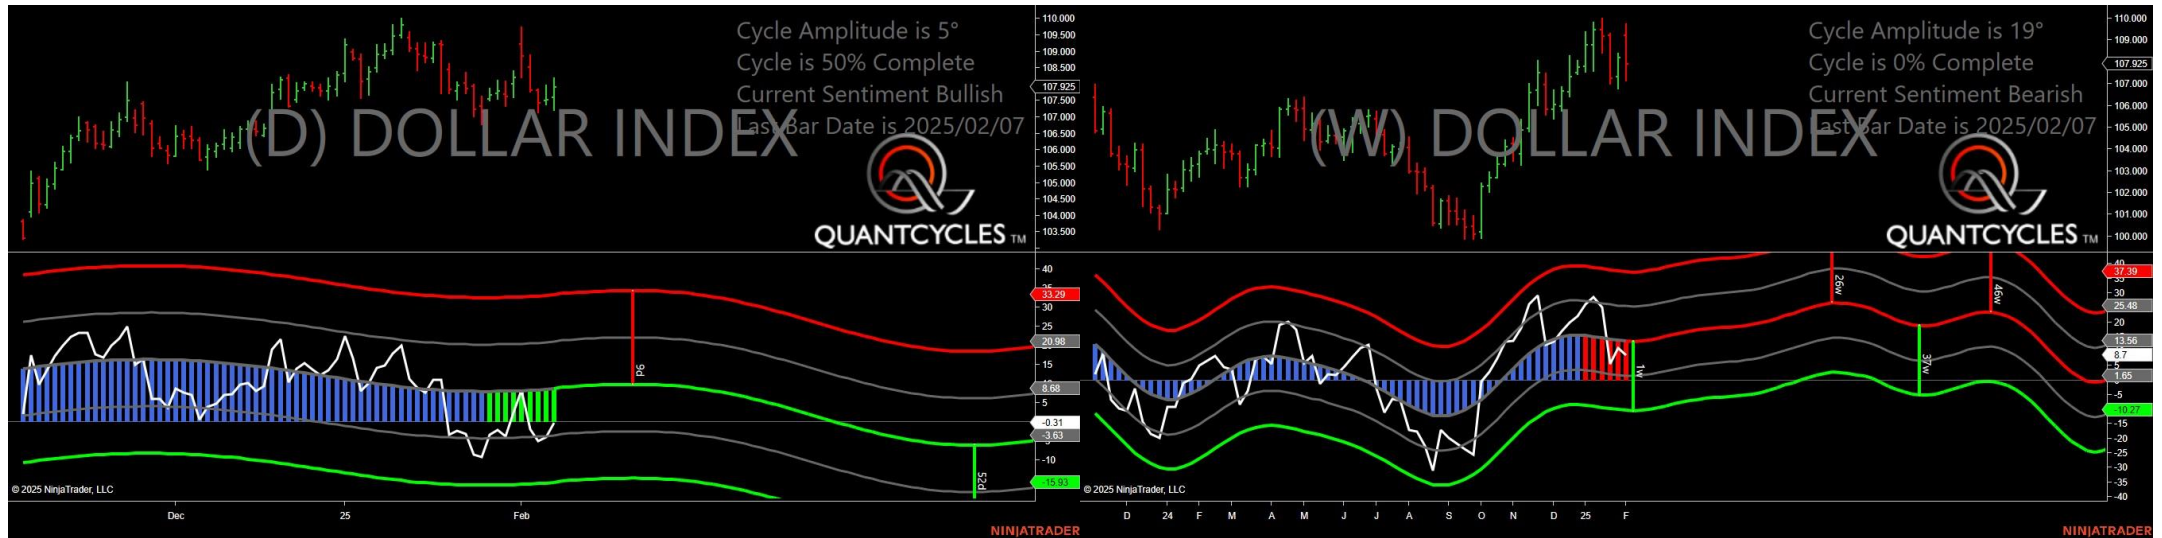 Cycle Amplitude is 5°
Cycle is 50% Complete
Current Sentiment Bullish
Last Bar Date is 2025/02/07
(D) DOLLAR INDEX
QUANTCYCLES TM
110.000
109.500
109.000
108.500
107.925
107.500
107.000
106.500
106.000
105.500
105.000
104.500
104.000
103.500
40
33.29
30
25
20.98
15
8.68
5
-0.31
-3.63
-10
-15.93
9d
52d
© 2025 NinjaTrader, LLC
Dec
25
Feb
NINJATRADER
Cycle Amplitude is 19°
Cycle is 0% Complete
Current Sentiment Bearish
Last Bar Date is 2025/02/07
(W) DOLLAR INDEX
QUANTCYCLES TM
110.000
109.000
107.925
107.000
106.000
105.000
104.000
103.000
102.000
101.000
100.000
40
37.39
35
30
25.48
20
13.56
8.7
5
1.65
-5
-10.27
-15
-20
-25
-30
-35
-40
1w
26w
37w
46w
© 2025 NinjaTrader, LLC
D
24
F
M
A
M
J
J
A
S
O
N
D
25
F
NINJATRADER